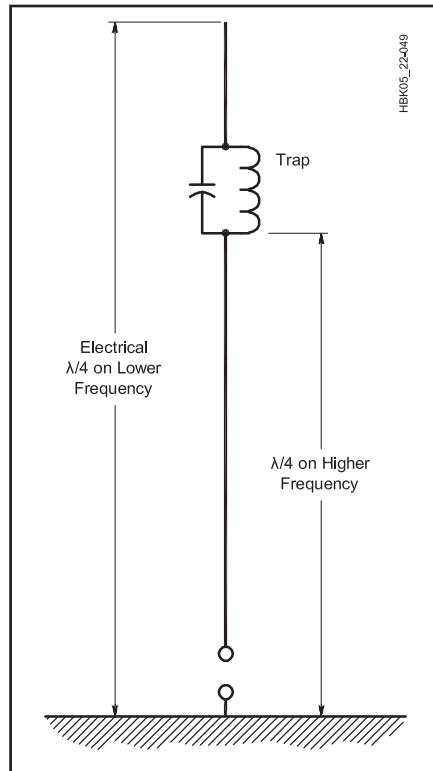 HBK05_22-049
Trap
Electrical
λ/4 on Lower
Frequency
λ/4 on Higher
Frequency